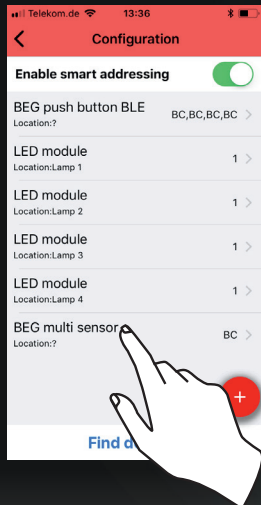 Telekom.de 13:36
Configuration
Enable smart addressing
BEG push button BLE BC,BC,BC,BC
Location:?
LED module 1
Location:Lamp 1
LED module 1
Location:Lamp 2
LED module 1
Location:Lamp 3
LED module 1
Location:Lamp 4
BEG multi sensor BC
Location:?
+
Find